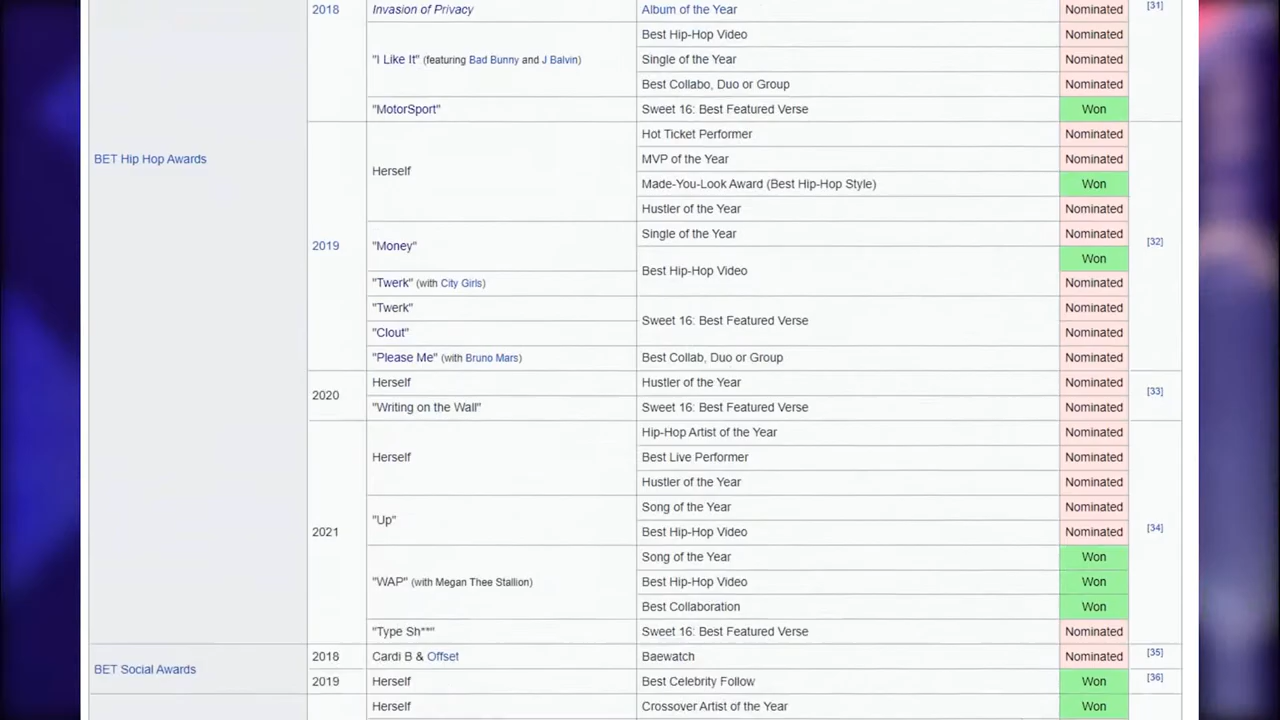 2018 Invasion of Privacy Album of the Year Nominated [31]
Best Hip-Hop Video Nominated
"I Like It" (featuring Bad Bunny and J Balvin) Single of the Year Nominated
Best Collabo, Duo or Group Nominated
"MotorSport" Sweet 16: Best Featured Verse Won
Hot Ticket Performer Nominated
BET Hip Hop Awards MVP of the Year Nominated
Herself Made-You-Look Award (Best Hip-Hop Style) Won
Hustler of the Year Nominated
2019 "Money" Single of the Year Nominated [32]
Won
Best Hip-Hop Video
"Twerk" (with City Girls) Nominated
"Twerk" Nominated
Sweet 16: Best Featured Verse
"Clout" Nominated
"Please Me" (with Bruno Mars) Best Collab, Duo or Group Nominated
2020 Herself Hustler of the Year Nominated [33]
"Writing on the Wall" Sweet 16: Best Featured Verse Nominated
Hip-Hop Artist of the Year Nominated
Herself Best Live Performer Nominated
Hustler of the Year Nominated
"Up" Song of the Year Nominated
2021 Best Hip-Hop Video Nominated [34]
Song of the Year Won
"WAP" (with Megan Thee Stallion) Best Hip-Hop Video Won
Best Collaboration Won
"Type Sh**" Sweet 16: Best Featured Verse Nominated
BET Social Awards 2018 Cardi B & Offset Baewatch Nominated [35]
2019 Herself Best Celebrity Follow Won [36]
Herself Crossover Artist of the Year Won